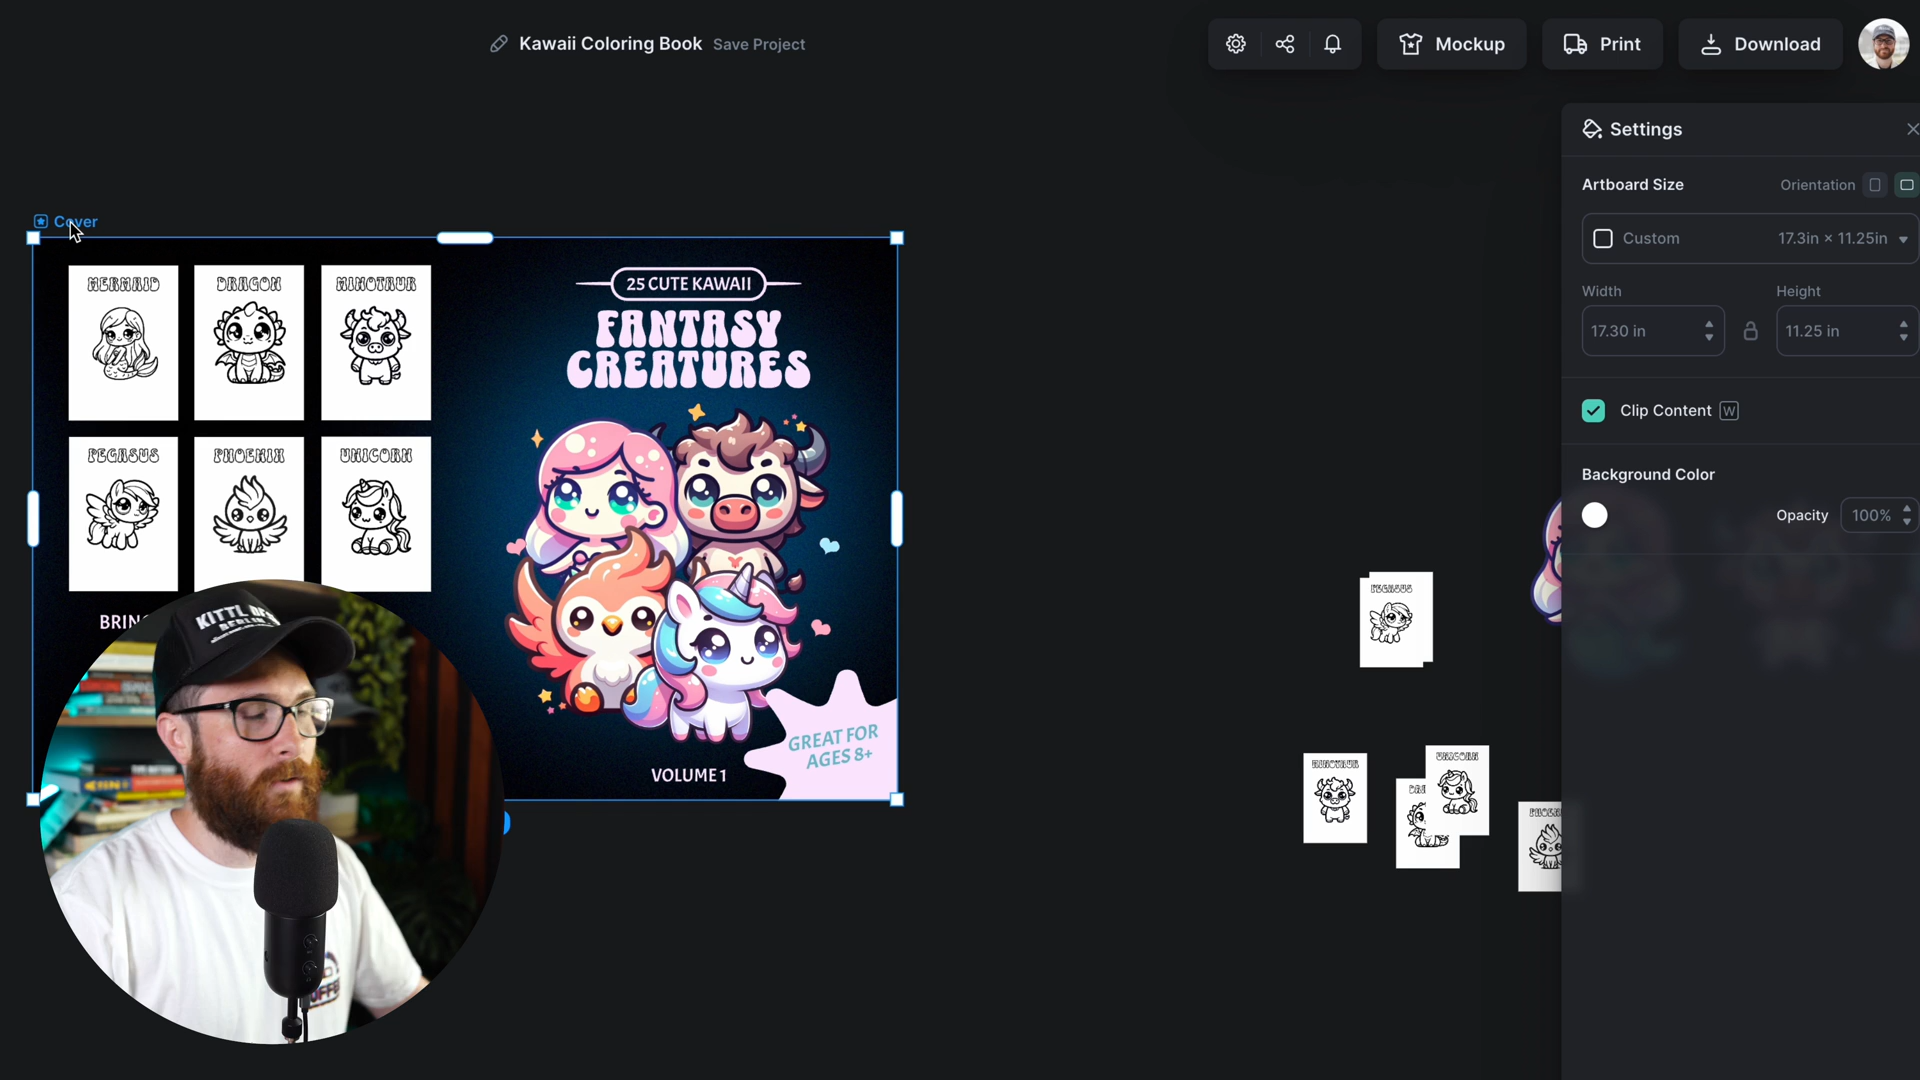 Kawaii Coloring Book Save Project
Mockup
Print
Download
Settings
Artboard Size
Orientation
Custom
17.3in × 11.25in
Width
Height
17.30 in
11.25 in
Clip Content W
Background Color
Opacity
100%
Cover
MERMAID
DRAGON
MINOTAUR
PEGASUS
PHOENIX
UNICORN
25 CUTE KAWAII
FANTASY
CREATURES
GREAT FOR
AGES 8+
VOLUME 1
KITTL
BERLIN
PEGASUS
MINOTAUR
UNICORN